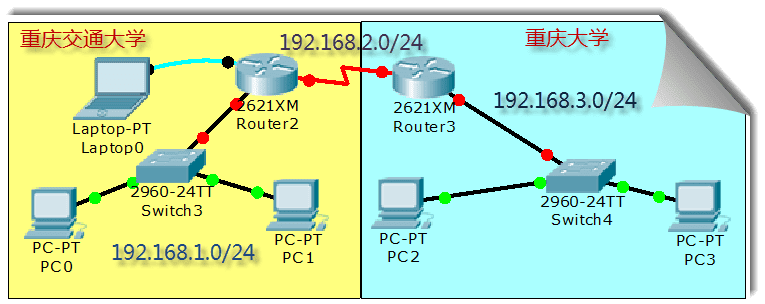 重庆交通大学
192.168.2.0/24
重庆大学
2621XM
Router2
2621XM
Router3
192.168.3.0/24
Laptop-PT
Laptop0
2960-24TT
Switch3
2960-24TT
Switch4
PC-PT
PC0
192.168.1.0/24
PC-PT
PC1
PC-PT
PC2
PC-PT
PC3